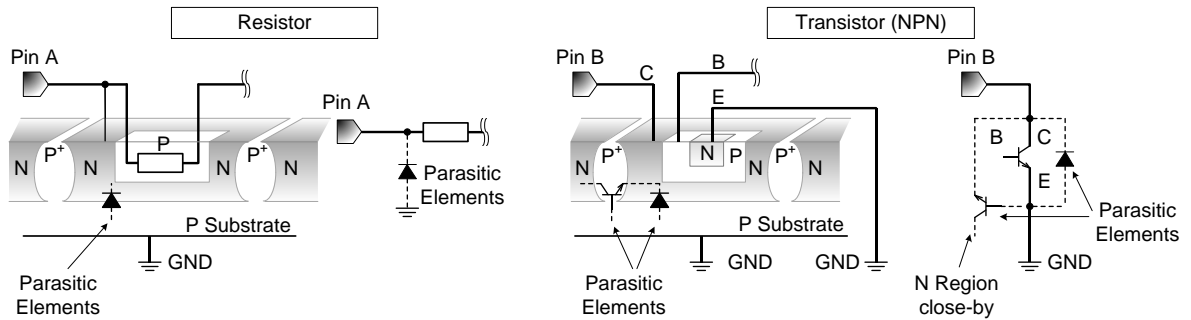 Resistor
Transistor (NPN)
Pin A
Pin A
N
P+
N
P
P+
N
N
Parasitic
Elements
P Substrate
GND
Parasitic
Elements
Pin B
C
B
E
N
P+
N
N
P
P+
N
P Substrate
GND
GND
Parasitic
Elements
Pin B
B
C
E
Parasitic
Elements
GND
N Region
close-by